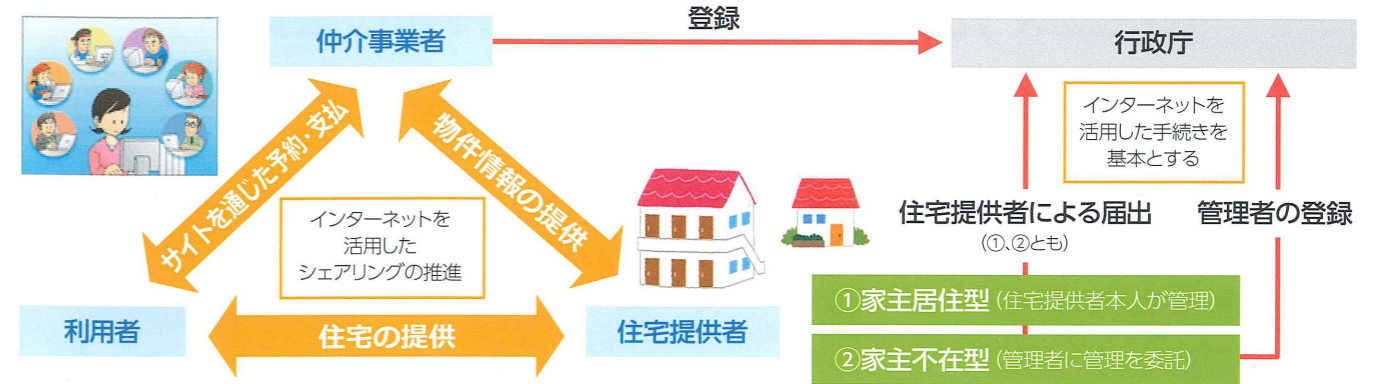 仲介事業者
登録
行政庁
サイトを通じた予約・支払
物件情報の提供
インターネットを
活用した
シェアリングの推進
利用者
住宅の提供
住宅提供者
インターネットを
活用した手続きを
基本とする
住宅提供者による届出
(①、②とも)
管理者の登録
①家主居住型(住宅提供者本人が管理)
②家主不在型(管理者に管理を委託)